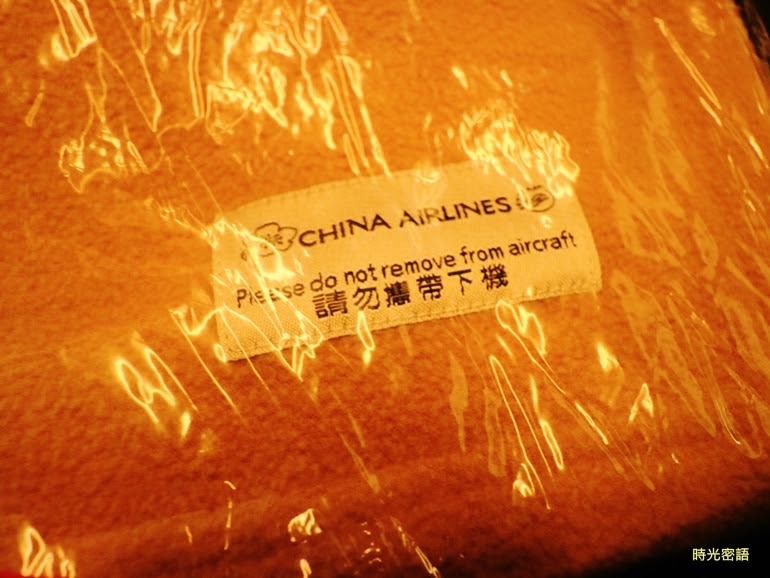 CHINA AIRLINES
Please do not remove from aircraft
請勿攜帶下機
時光密語